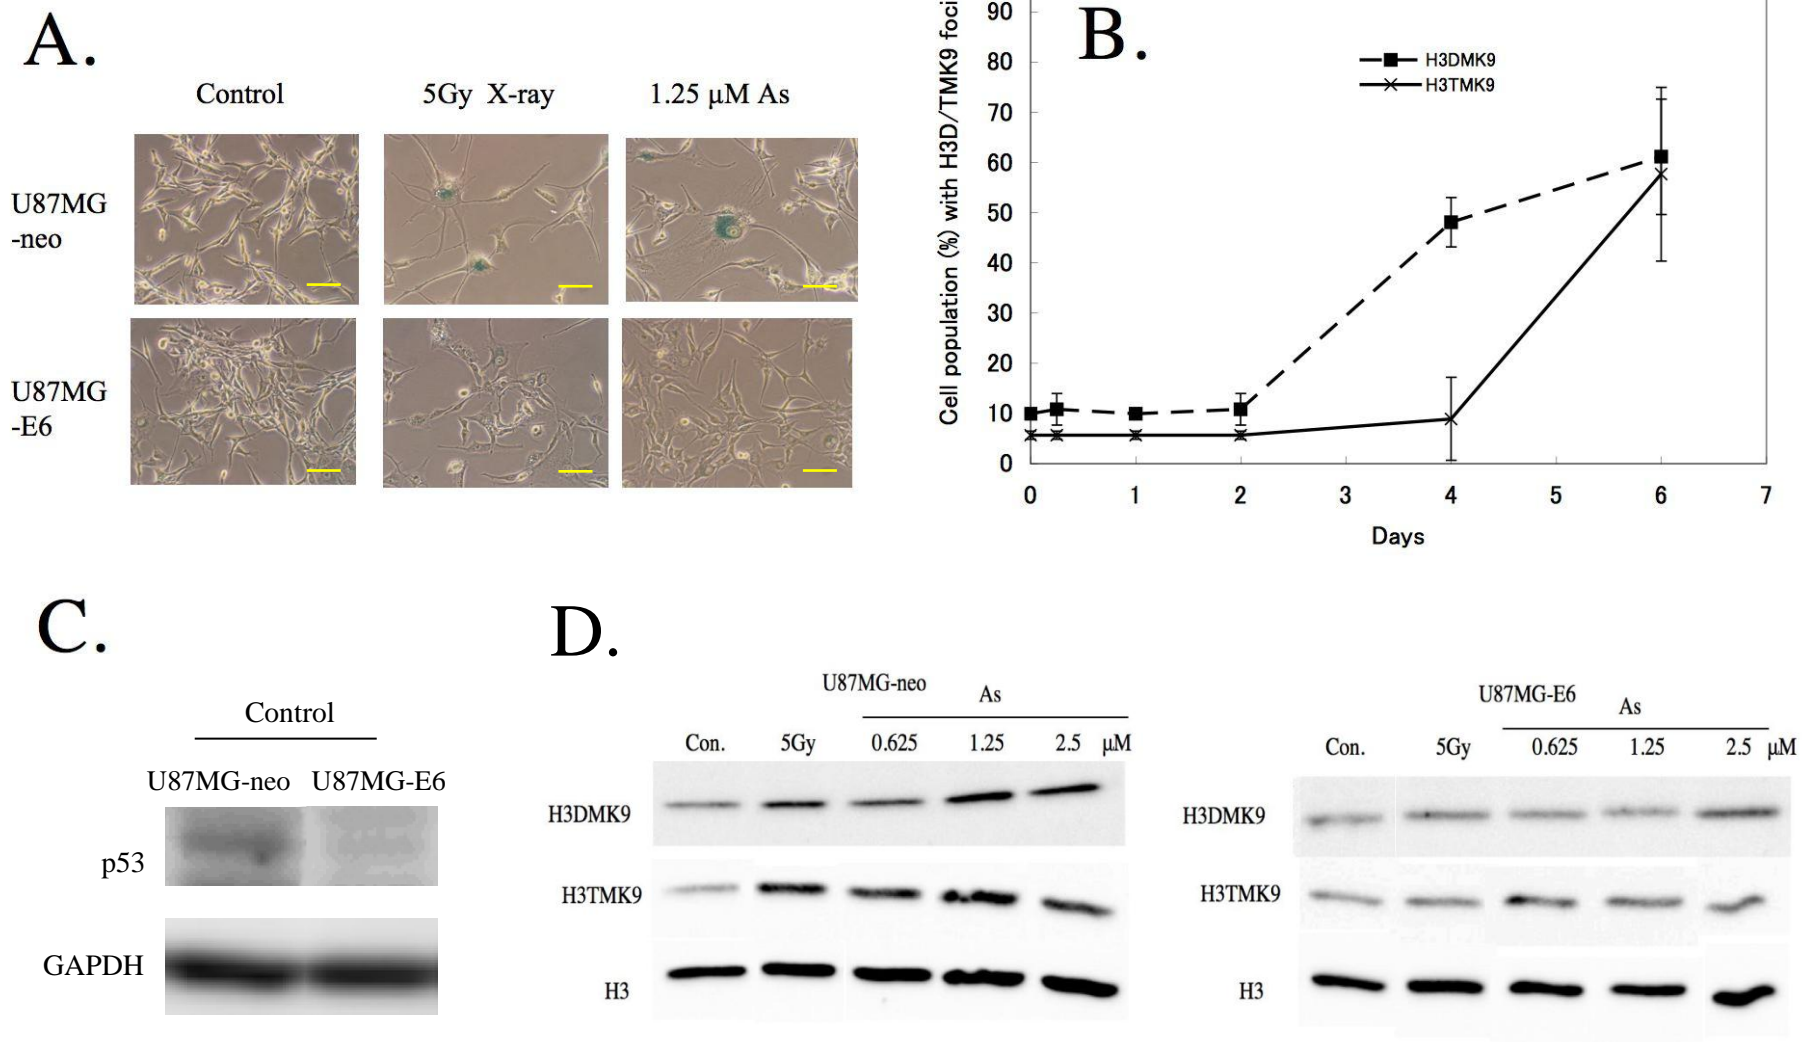 A.
Control 5Gy X-ray 1.25 μM As
U87MG
-neo
U87MG
-E6
B.
Cell population (%) with H3D/TMK9 foci
90
80
70
60
50
40
30
20
10
0
H3DMK9
H3TMK9
0 1 2 3 4 5 6 7
Days
C.
Control
U87MG-neo U87MG-E6
p53
GAPDH
D.
U87MG-neo
As
Con. 5Gy 0.625 1.25 2.5 μM
H3DMK9
H3TMK9
H3
U87MG-E6
As
Con. 5Gy 0.625 1.25 2.5 μM
H3DMK9
H3TMK9
H3